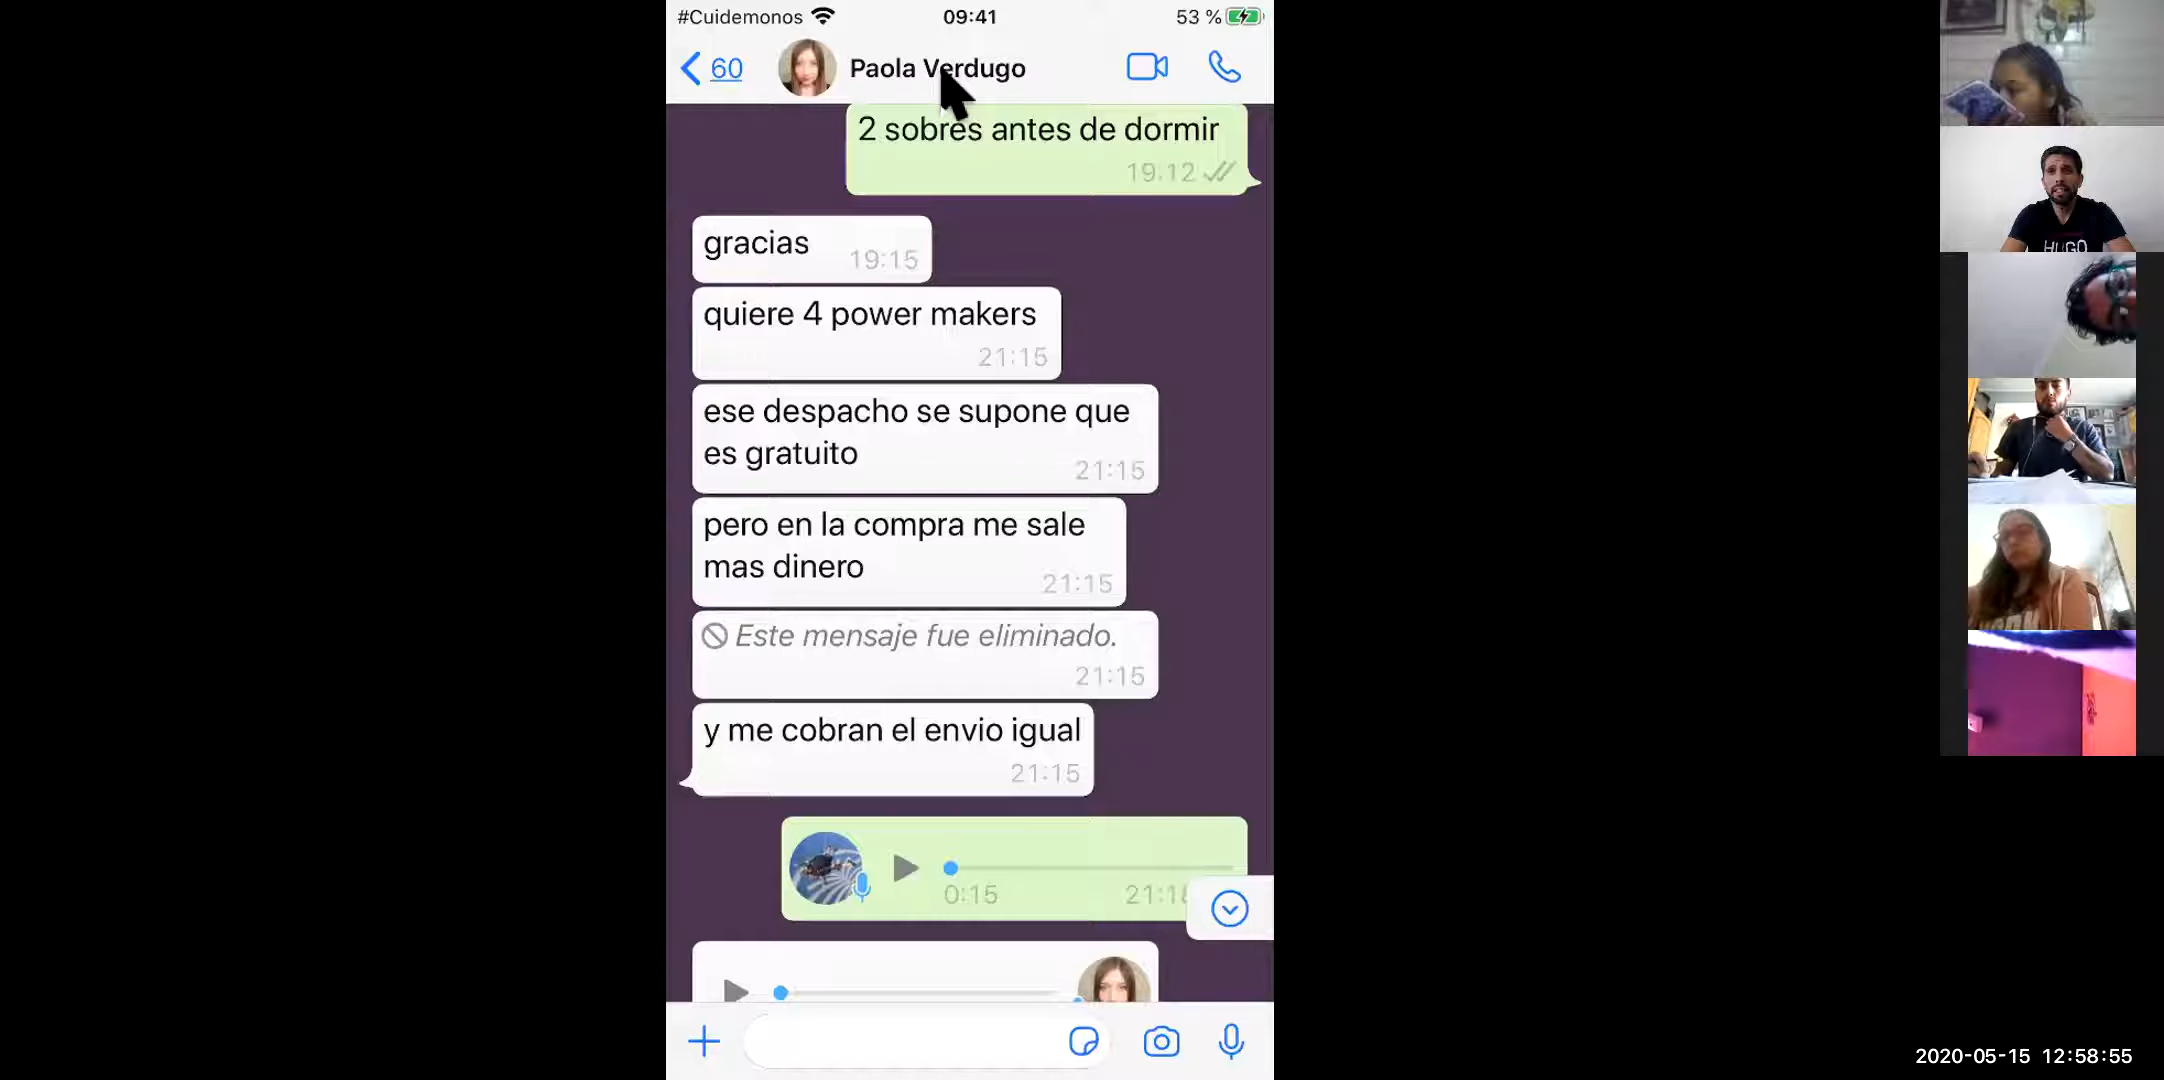 #Cuidemonos
09:41
53 %
60
Paola Verdugo
2 sobres antes de dormir
19:12
gracias
19:15
quiere 4 power makers
21:15
ese despacho se supone que
es gratuito
21:15
pero en la compra me sale
mas dinero
21:15
Este mensaje fue eliminado.
21:15
y me cobran el envio igual
21:15
0:15
HUGO
2020-05-15 12:58:55